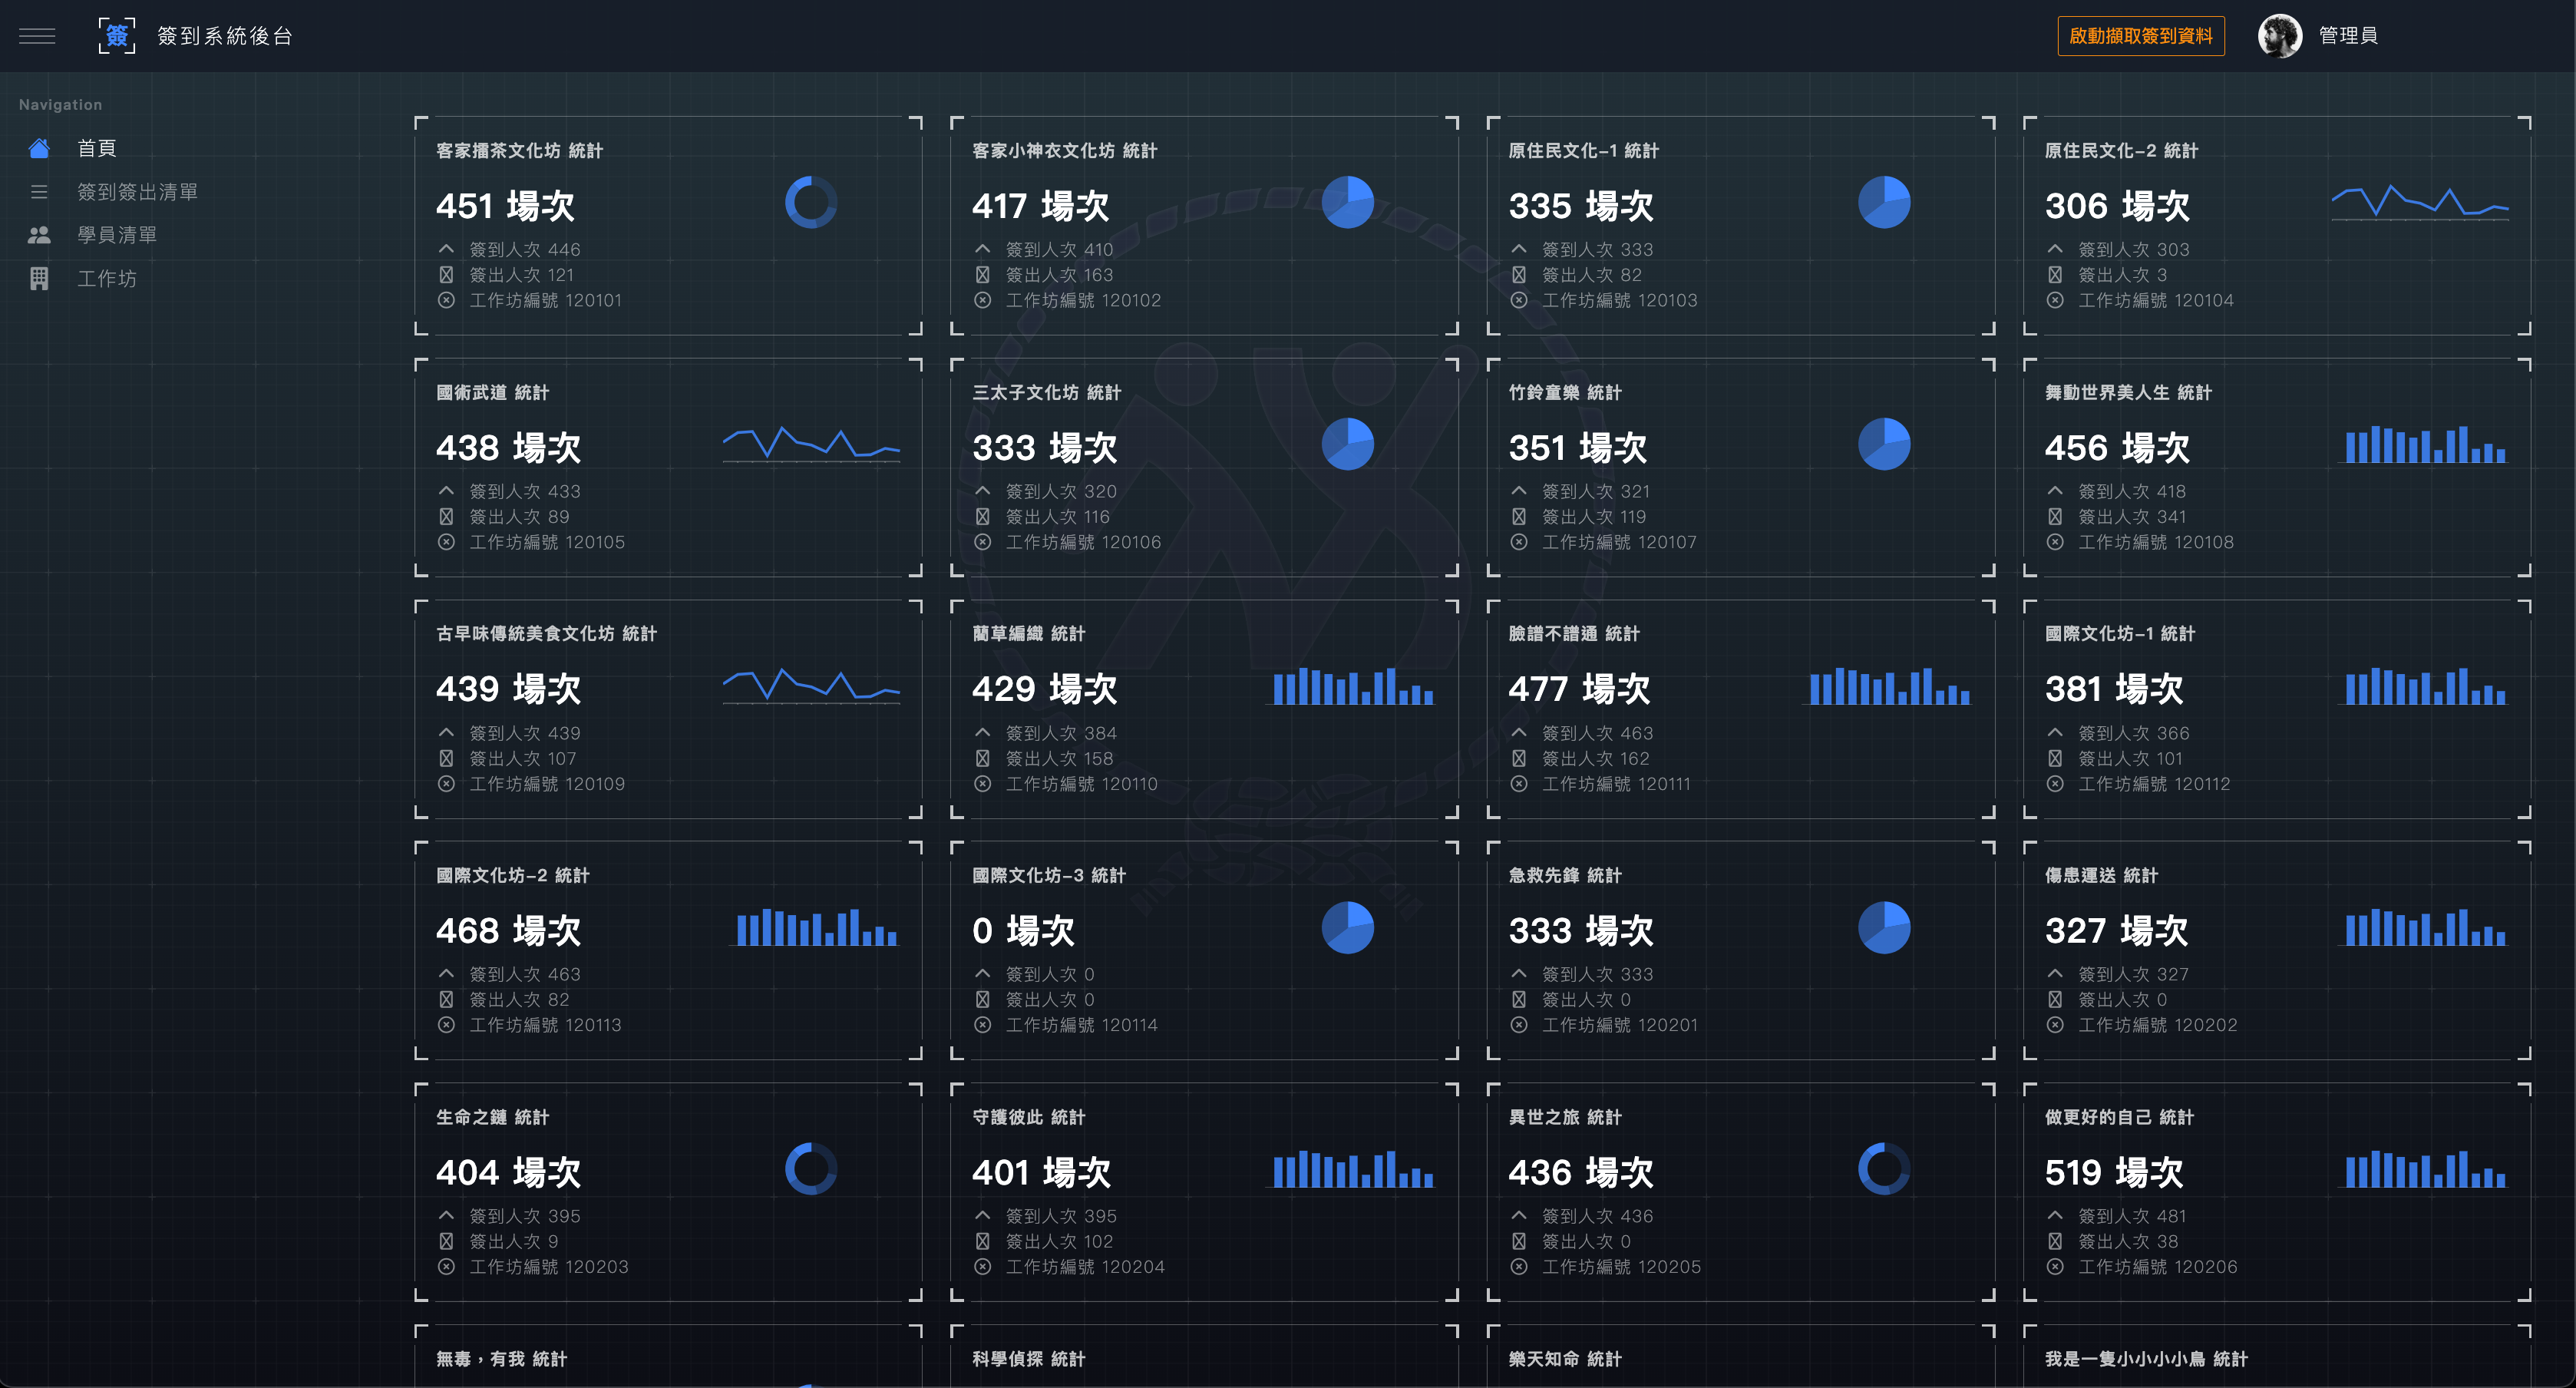 簽 簽到系統後台
啟動擷取簽到資料
管理員
Navigation
首頁
簽到簽出清單
學員清單
工作坊
客家擂茶文化坊 統計
451 場次
簽到人次 446
簽出人次 121
工作坊編號 120101
客家小神衣文化坊 統計
417 場次
簽到人次 410
簽出人次 163
工作坊編號 120102
原住民文化-1 統計
335 場次
簽到人次 333
簽出人次 82
工作坊編號 120103
原住民文化-2 統計
306 場次
簽到人次 303
簽出人次 3
工作坊編號 120104
國術武道 統計
438 場次
簽到人次 433
簽出人次 89
工作坊編號 120105
三太子文化坊 統計
333 場次
簽到人次 320
簽出人次 116
工作坊編號 120106
竹鈴童樂 統計
351 場次
簽到人次 321
簽出人次 119
工作坊編號 120107
舞動世界美人生 統計
456 場次
簽到人次 418
簽出人次 341
工作坊編號 120108
古早味傳統美食文化坊 統計
439 場次
簽到人次 439
簽出人次 107
工作坊編號 120109
藺草編織 統計
429 場次
簽到人次 384
簽出人次 158
工作坊編號 120110
臉譜不譜通 統計
477 場次
簽到人次 463
簽出人次 162
工作坊編號 120111
國際文化坊-1 統計
381 場次
簽到人次 366
簽出人次 101
工作坊編號 120112
國際文化坊-2 統計
468 場次
簽到人次 463
簽出人次 82
工作坊編號 120113
國際文化坊-3 統計
0 場次
簽到人次 0
簽出人次 0
工作坊編號 120114
急救先鋒 統計
333 場次
簽到人次 333
簽出人次 0
工作坊編號 120201
傷患運送 統計
327 場次
簽到人次 327
簽出人次 0
工作坊編號 120202
生命之鏈 統計
404 場次
簽到人次 395
簽出人次 9
工作坊編號 120203
守護彼此 統計
401 場次
簽到人次 395
簽出人次 102
工作坊編號 120204
異世之旅 統計
436 場次
簽到人次 436
簽出人次 0
工作坊編號 120205
做更好的自己 統計
519 場次
簽到人次 481
簽出人次 38
工作坊編號 120206
無毒，有我 統計
科學偵探 統計
樂天知命 統計
我是一隻小小小小鳥 統計